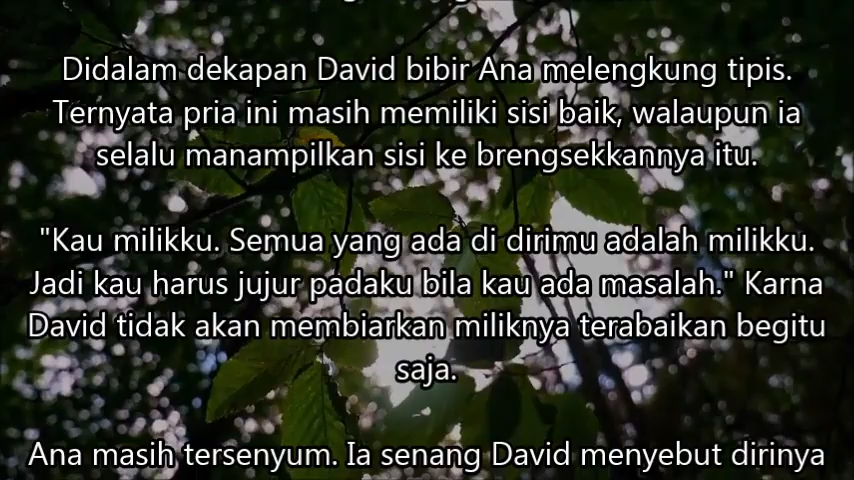 Didalam dekapan David bibir Ana melengkung tipis.
Ternyata pria ini masih memiliki sisi baik, walaupun ia
selalu manampilkan sisi ke brengsekkannya itu.
"Kau milikku. Semua yang ada di dirimu adalah milikku.
Jadi kau harus jujur padaku bila kau ada masalah." Karna
David tidak akan membiarkan miliknya terabaikan begitu
saja.
Ana masih tersenyum. Ia senang David menyebut dirinya